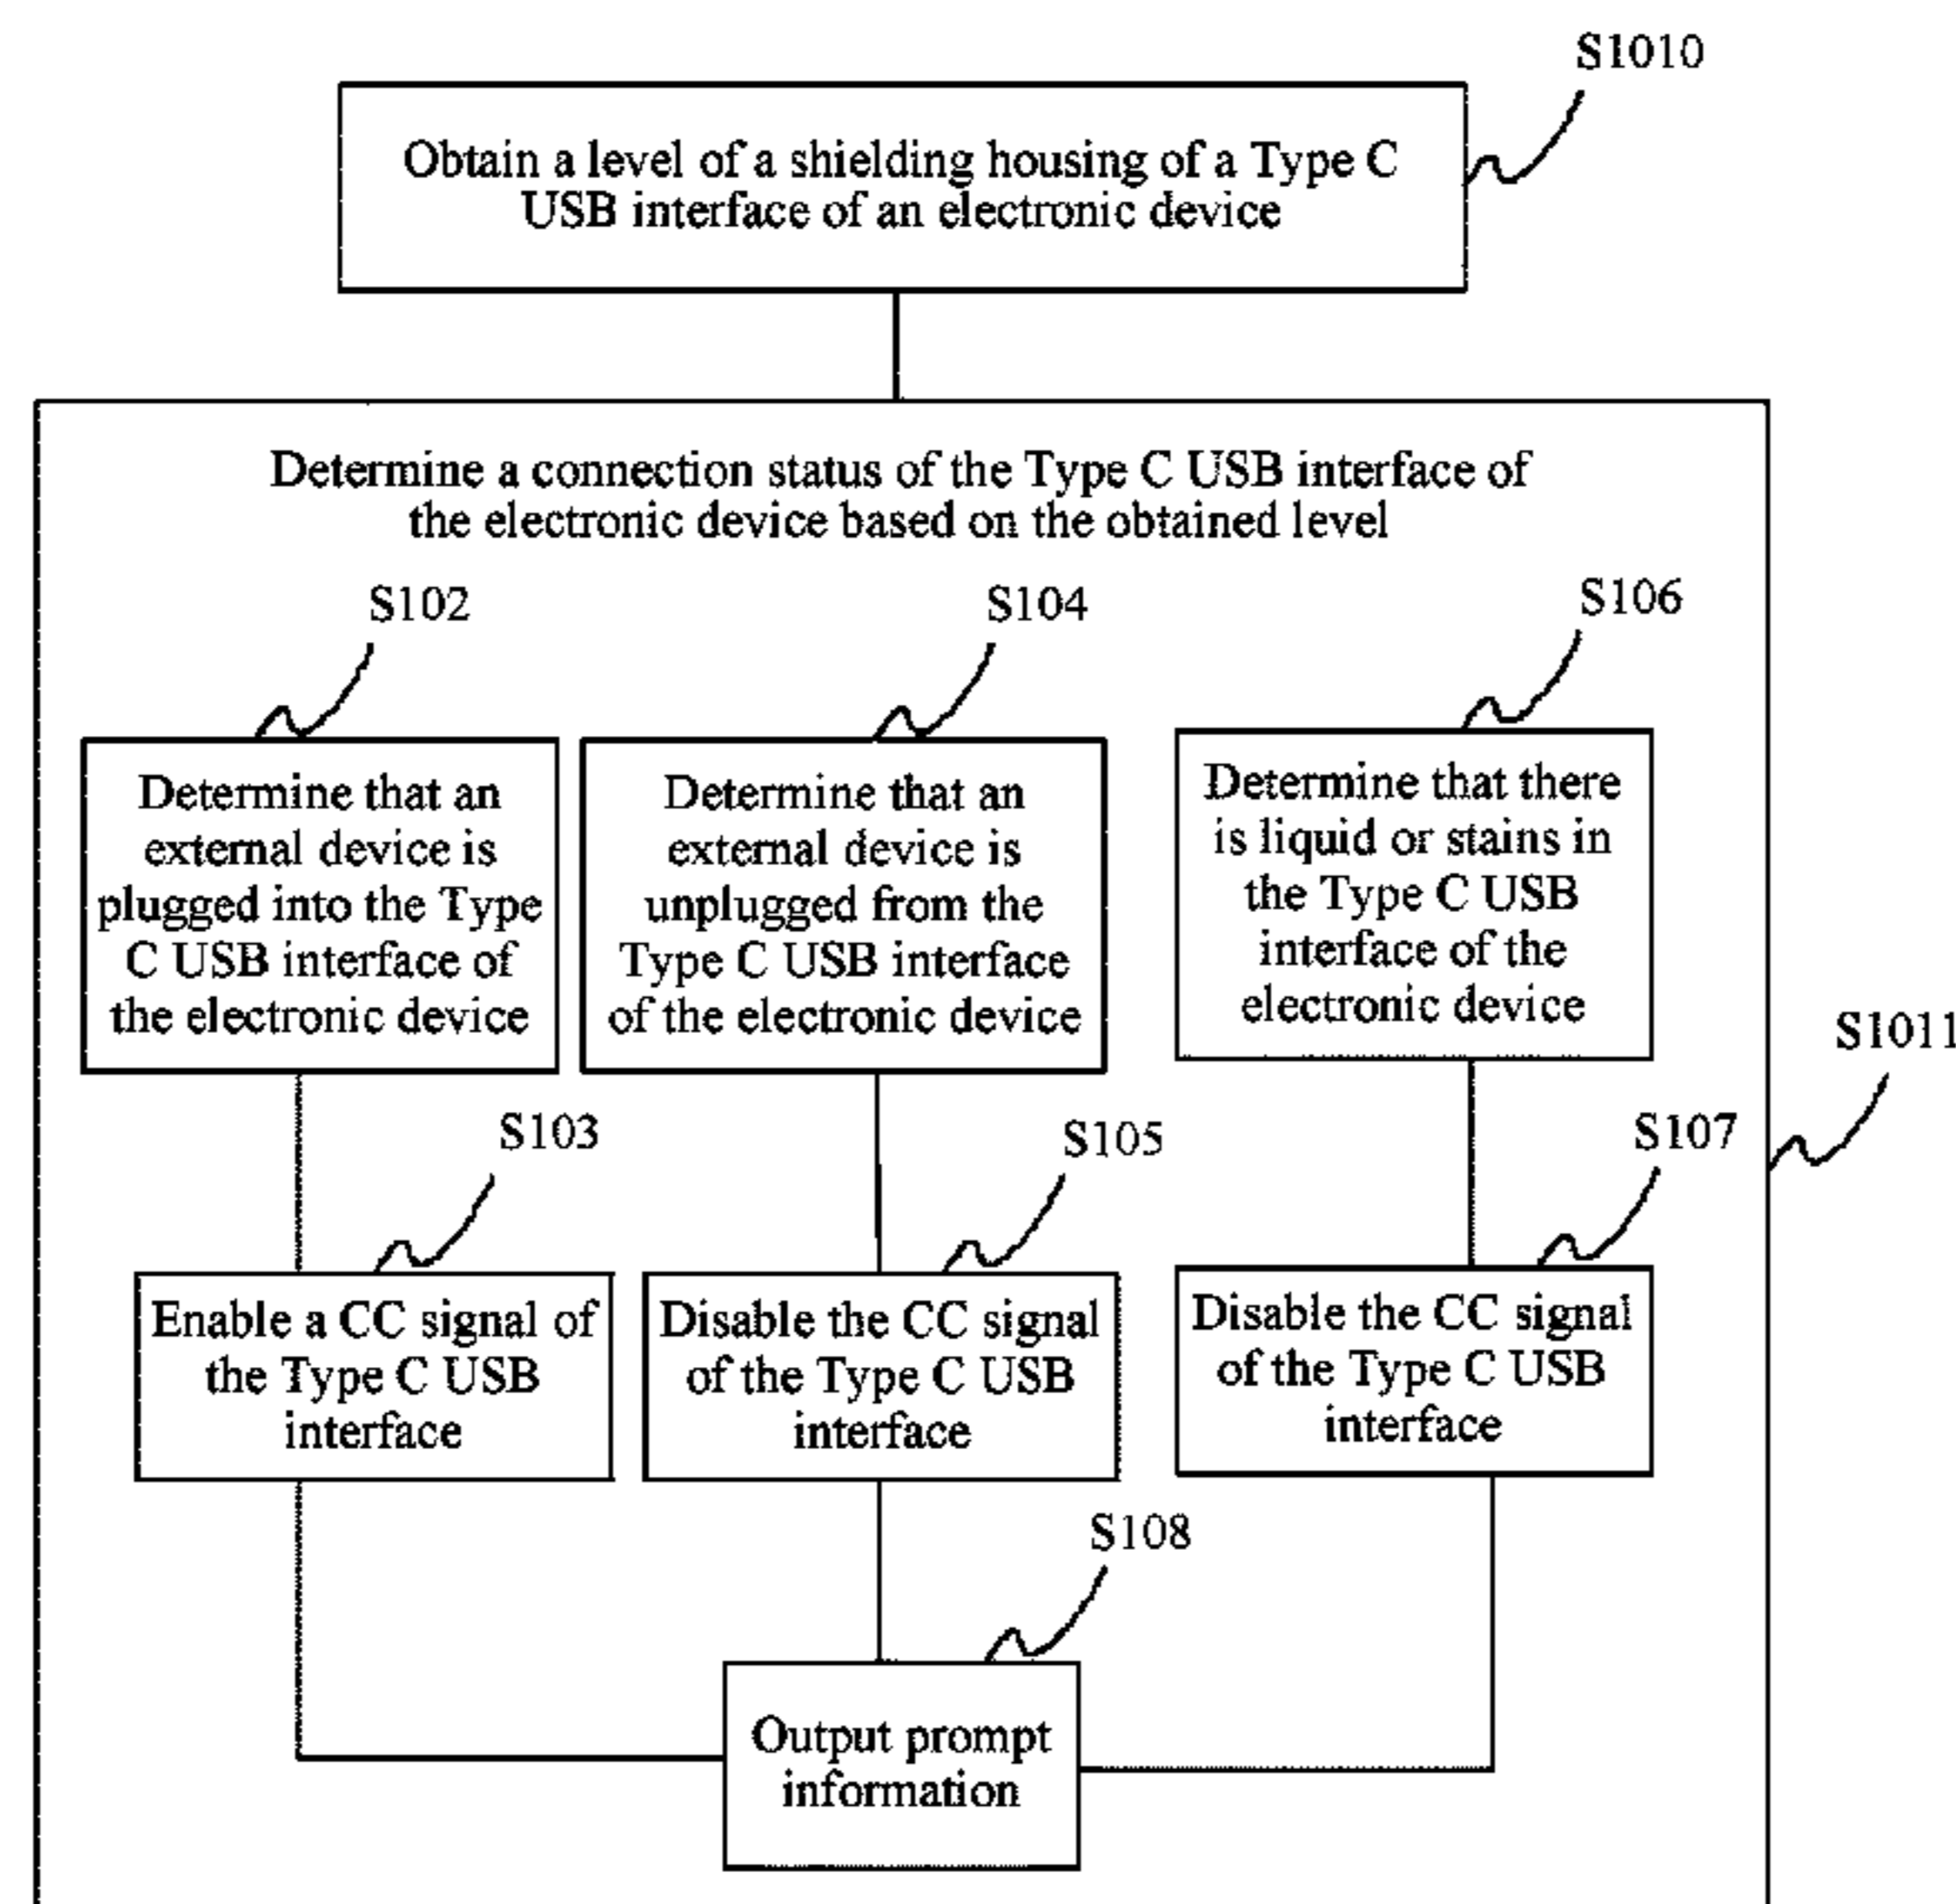 S1010
Obtain a level of a shielding housing of a Type C
USB interface of an electronic device
Determine a connection status of the Type C USB interface of
the electronic device based on the obtained level
S102
S104
S106
Determine that an
external device is
plugged into the Type
C USB interface of
the electronic device
Determine that an
external device is
unplugged from the
Type C USB interface
of the electronic device
Determine that there
is liquid or stains in
the Type C USB
interface of the
electronic device
S1011
S103
S105
S107
Enable a CC signal of
the Type C USB
interface
Disable the CC signal
of the Type C USB
interface
Disable the CC signal
of the Type C USB
interface
S108
Output prompt
information